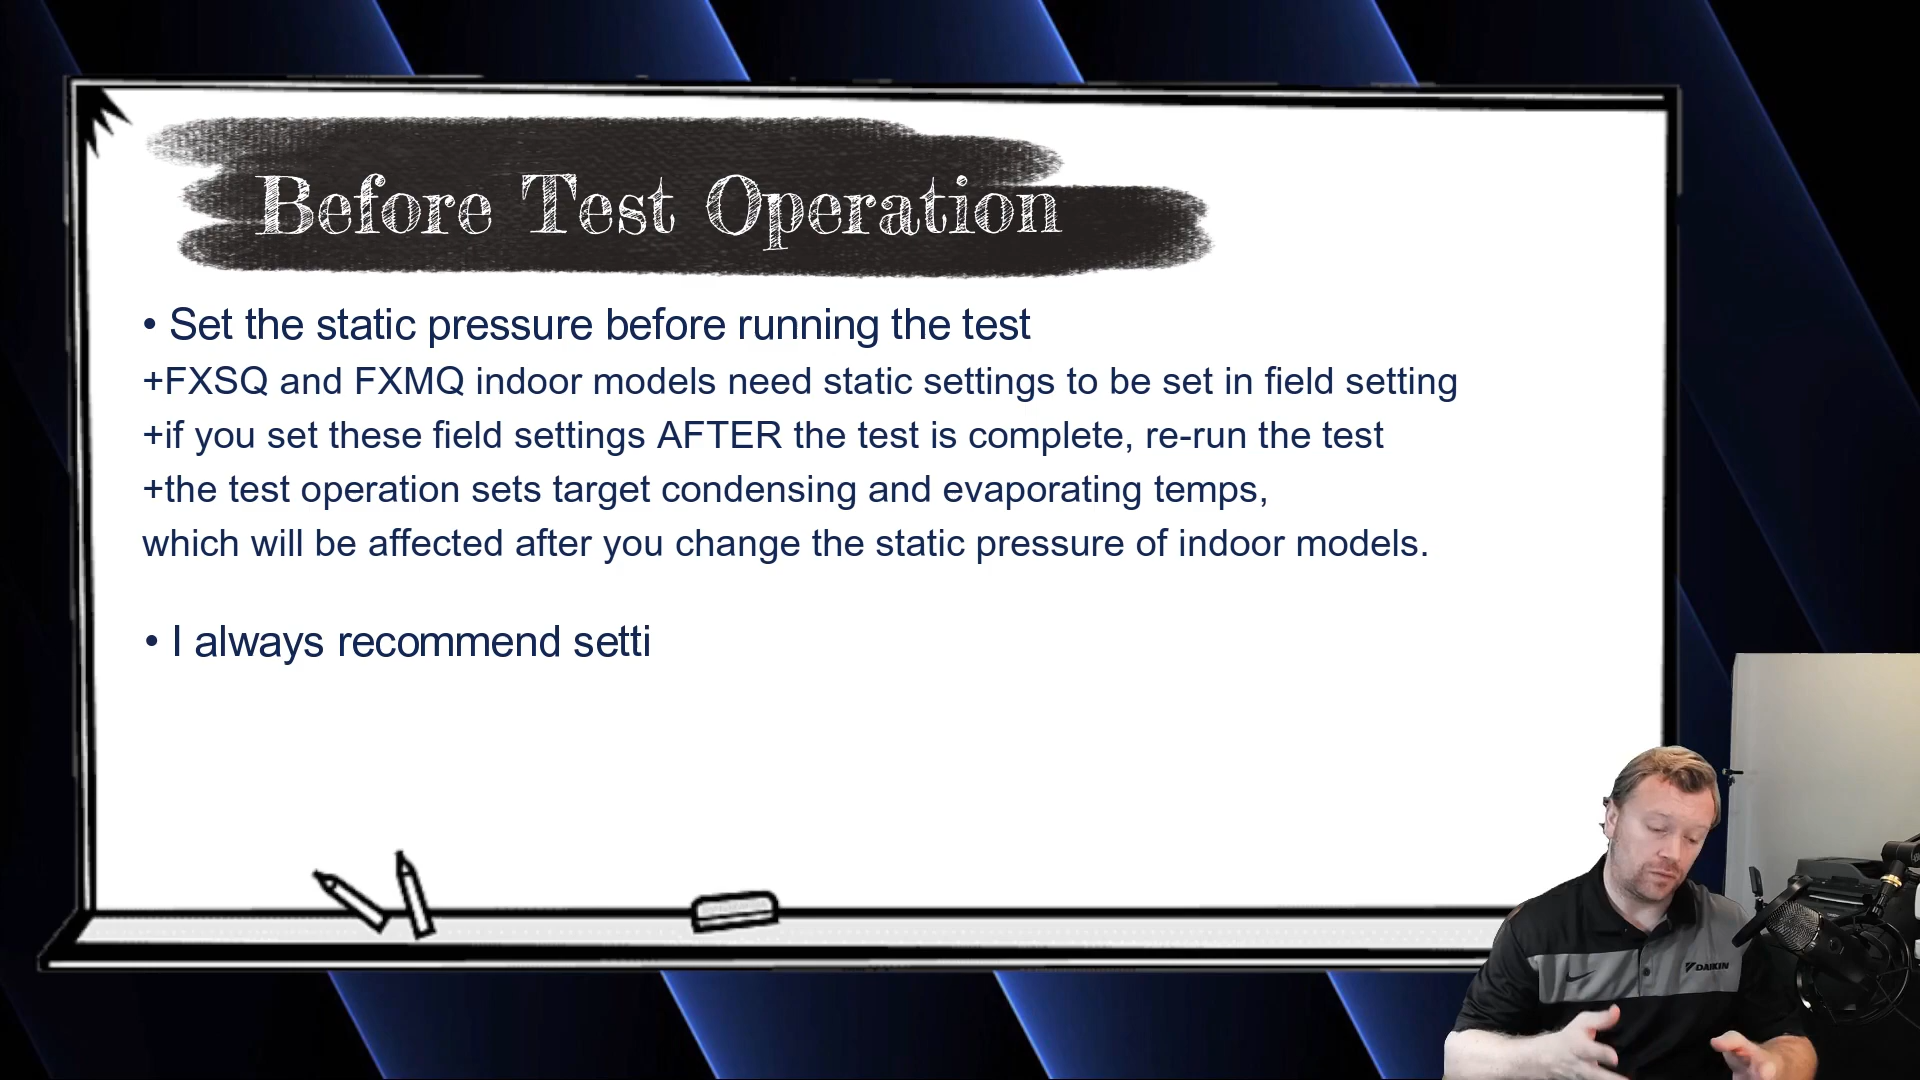 Before Test Operation
• Set the static pressure before running the test
+FXSQ and FXMQ indoor models need static settings to be set in field setting
+if you set these field settings AFTER the test is complete, re-run the test
+the test operation sets target condensing and evaporating temps,
which will be affected after you change the static pressure of indoor models.
• I always recommend setti
DAIKIN